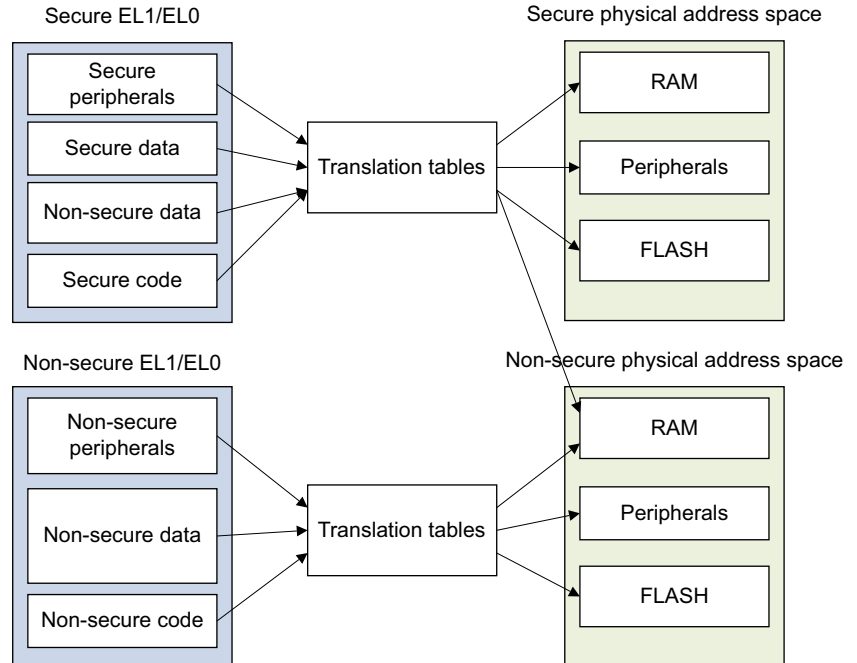 Secure EL1/EL0
Secure physical address space
Secure
peripherals
Secure data
Non-secure data
Secure code
Translation tables
RAM
Peripherals
FLASH
Non-secure EL1/EL0
Non-secure physical address space
Non-secure
peripherals
Non-secure data
Non-secure code
Translation tables
RAM
Peripherals
FLASH